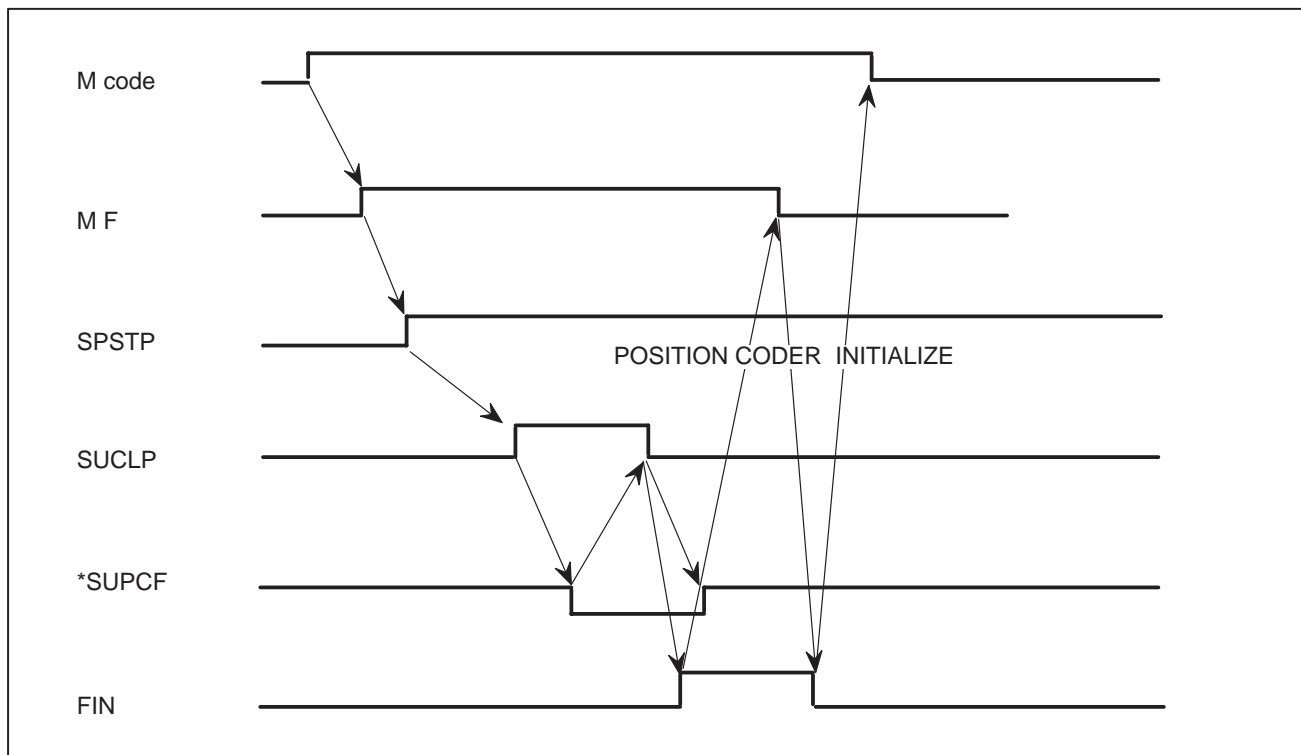 M code
M F
SPSTP
POSITION CODER INITIALIZE
SUCLP
*SUPCF
FIN